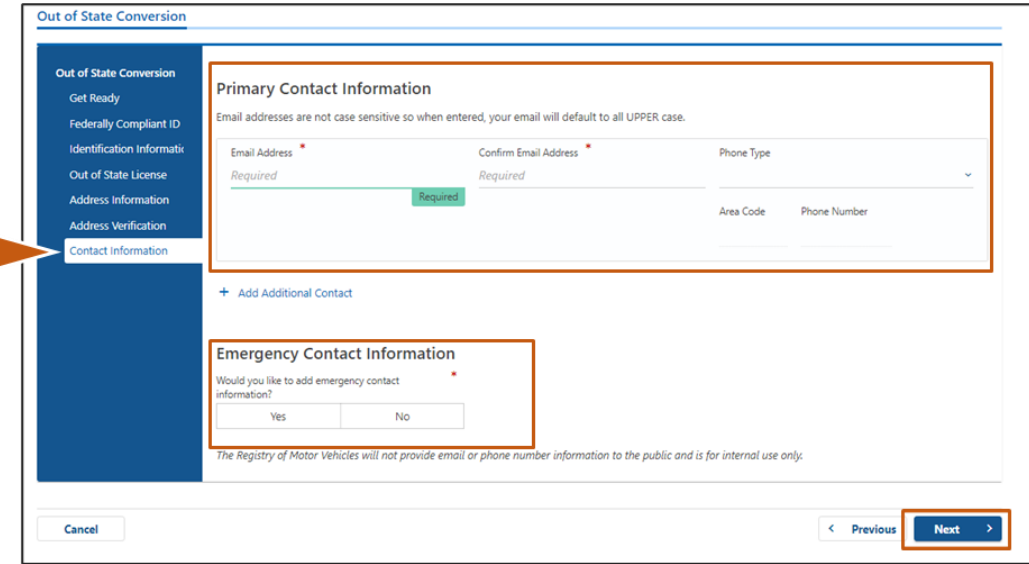 Out of State Conversion
Out of State Conversion
Get Ready
Federally Compliant ID
Identification Informatic
Out of State License
Address Information
Address Verification
Contact Information
Primary Contact Information
Email addresses are not case sensitive so when entered, your email will default to all UPPER case.
Email Address *
Confirm Email Address *
Phone Type
Required
Required
Required
Area Code
Phone Number
+ Add Additional Contact
Emergency Contact Information
Would you like to add emergency contact *
information?
Yes
No
The Registry of Motor Vehicles will not provide email or phone number information to the public and is for internal use only.
Cancel
< Previous
Next >